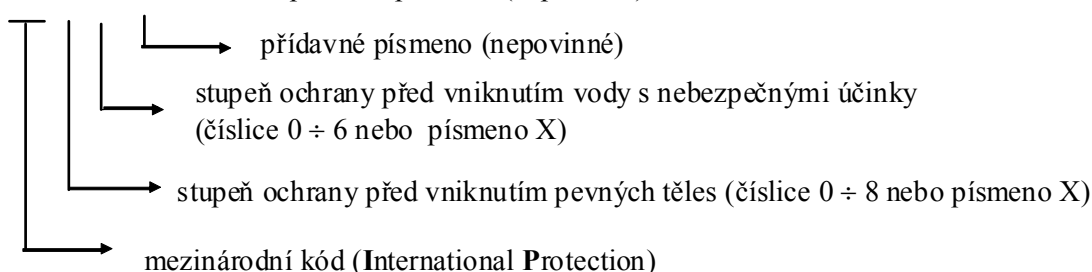 přídavné písmeno (nepovinné)
stupeň ochrany před vniknutím vody s nebezpečnými účinky
(číslice 0 ÷ 6 nebo písmeno X)
stupeň ochrany před vniknutím pevných těles (číslice 0 ÷ 8 nebo písmeno X)
mezinárodní kód (International Protection)